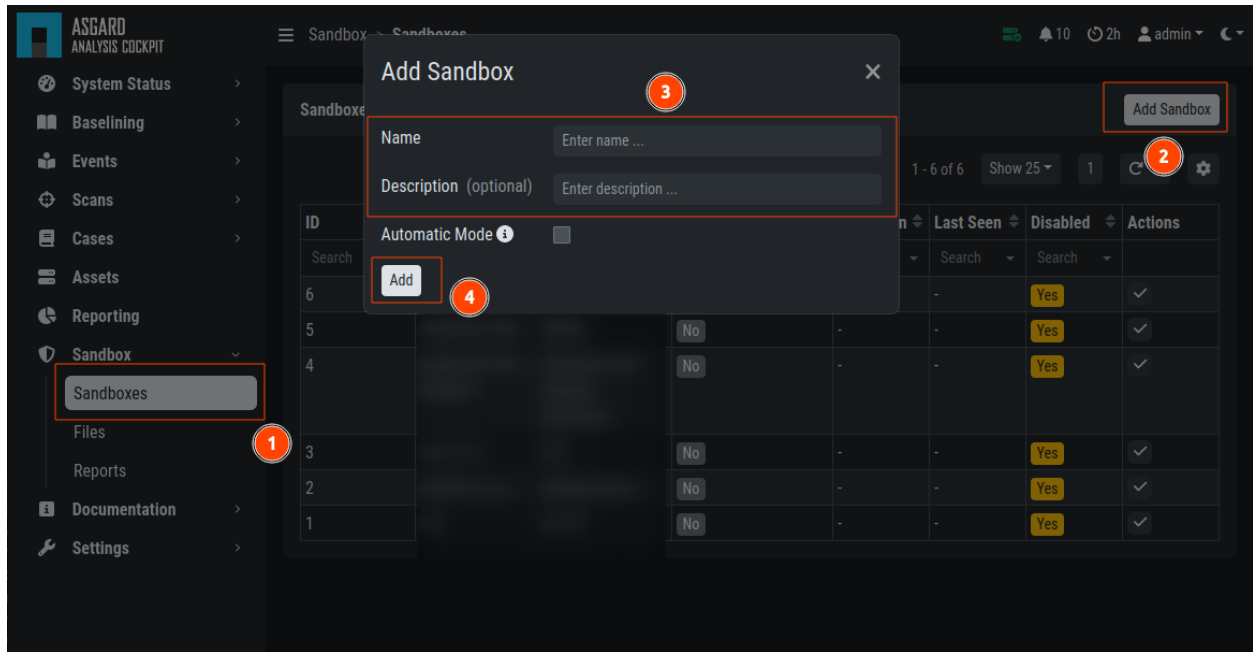 ASGARD
ANALYSIS COCKPIT
Sandbox > Sandboxes
10 2h admin
System Status
Baselining
Events
Scans
Cases
Assets
Reporting
Sandbox
Sandboxes
Files
Reports
Documentation
Settings
1
Sandboxe
Add Sandbox
2
1 - 6 of 6 Show 25 1
ID n Last Seen Disabled Actions
Search Search Search
6 - Yes
5 No - - Yes
4 No - - Yes
3 No - - Yes
2 No - - Yes
1 No - - Yes
Add Sandbox
3
Name Enter name ...
Description (optional) Enter description ...
Automatic Mode
Add
4